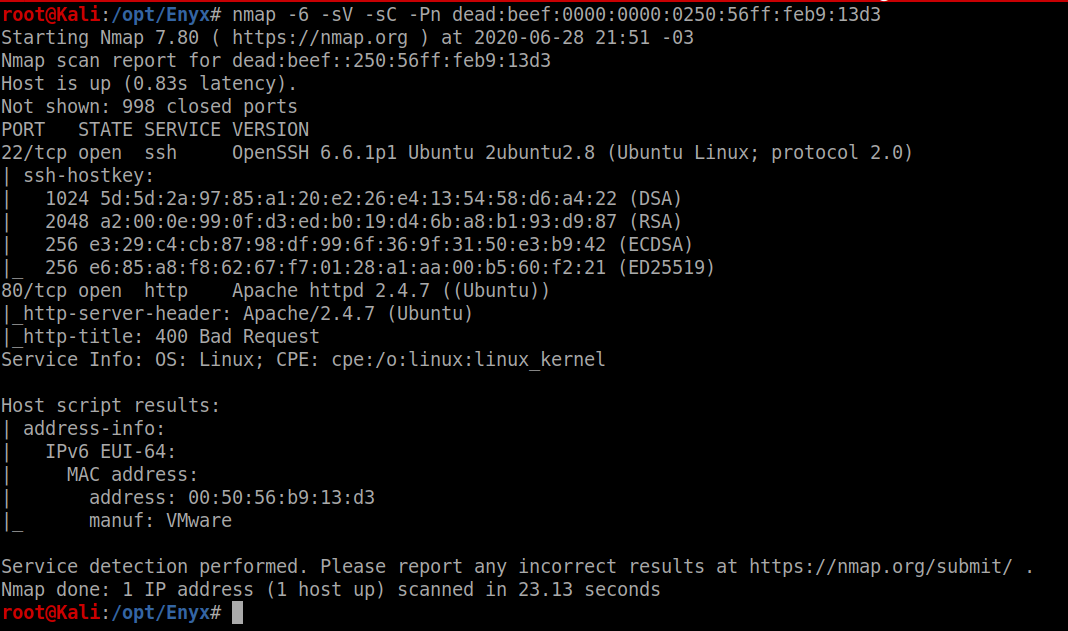 root@Kali:/opt/Enyx# nmap -6 -sV -sC -Pn dead:beef:0000:0000:0250:56ff:feb9:13d3
Starting Nmap 7.80 ( https://nmap.org ) at 2020-06-28 21:51 -03
Nmap scan report for dead:beef::250:56ff:feb9:13d3
Host is up (0.83s latency).
Not shown: 998 closed ports
PORT   STATE SERVICE VERSION
22/tcp open  ssh     OpenSSH 6.6.1p1 Ubuntu 2ubuntu2.8 (Ubuntu Linux; protocol 2.0)
| ssh-hostkey:
|   1024 5d:5d:2a:97:85:a1:20:e2:26:e4:13:54:58:d6:a4:22 (DSA)
|   2048 a2:00:0e:99:0f:d3:ed:b0:19:d4:6b:a8:b1:93:d9:87 (RSA)
|   256 e3:29:c4:cb:87:98:df:99:6f:36:9f:31:50:e3:b9:42 (ECDSA)
|_  256 e6:85:a8:f8:62:67:f7:01:28:a1:aa:00:b5:60:f2:21 (ED25519)
80/tcp open  http    Apache httpd 2.4.7 ((Ubuntu))
|_http-server-header: Apache/2.4.7 (Ubuntu)
|_http-title: 400 Bad Request
Service Info: OS: Linux; CPE: cpe:/o:linux:linux_kernel
Host script results:
| address-info:
|   IPv6 EUI-64:
|     MAC address:
|       address: 00:50:56:b9:13:d3
|_      manuf: VMware
Service detection performed. Please report any incorrect results at https://nmap.org/submit/ .
Nmap done: 1 IP address (1 host up) scanned in 23.13 seconds
root@Kali:/opt/Enyx#